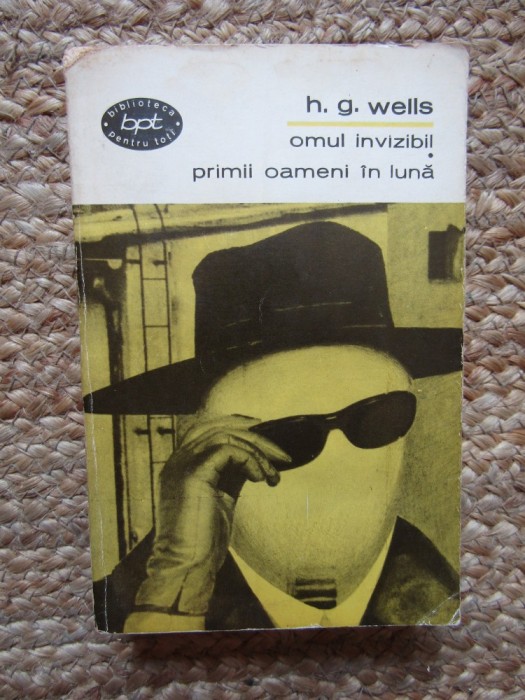 biblioteca
bpt
pentru toți
h. g. wells
omul invizibil
•
primii oameni în lună